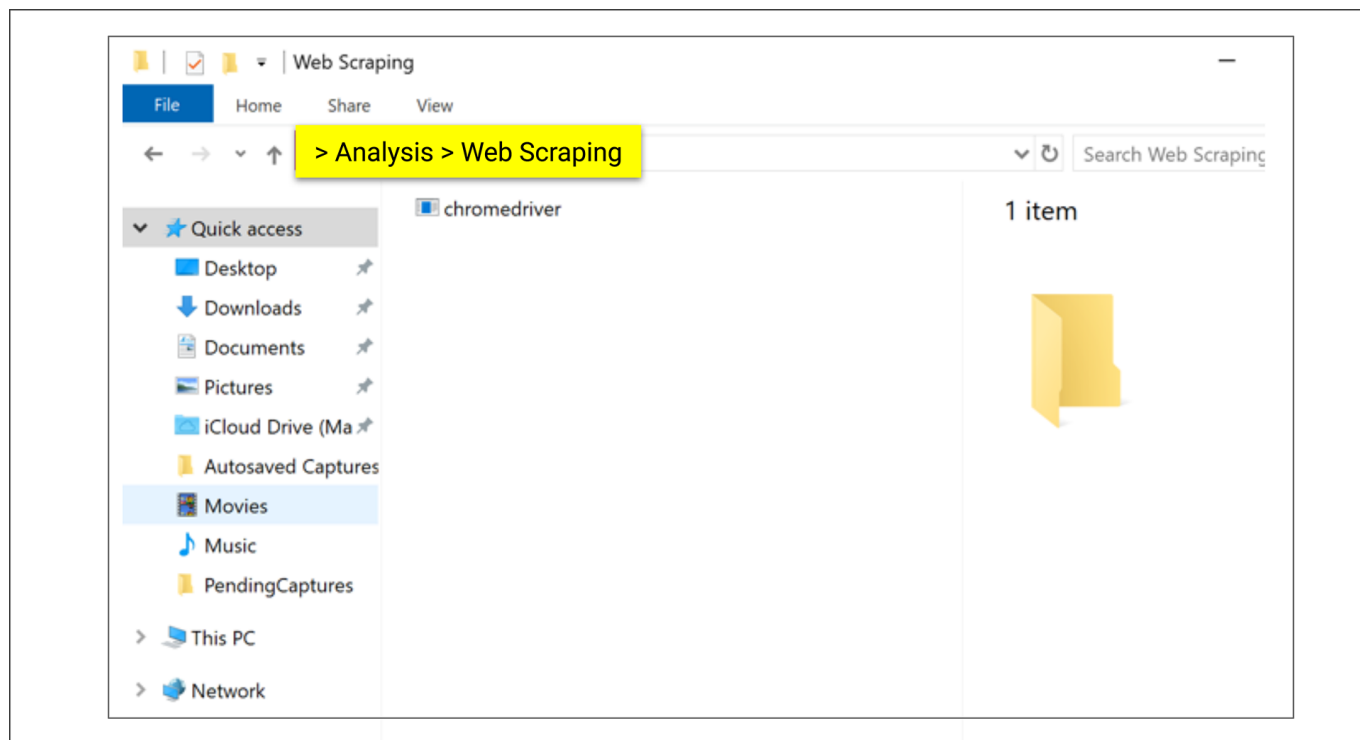 Web Scraping
File Home Share View
> Analysis > Web Scraping
Search Web Scraping
chromedriver
1 item
Quick access
Desktop
Downloads
Documents
Pictures
iCloud Drive (Ma
Autosaved Captures
Movies
Music
PendingCaptures
This PC
Network